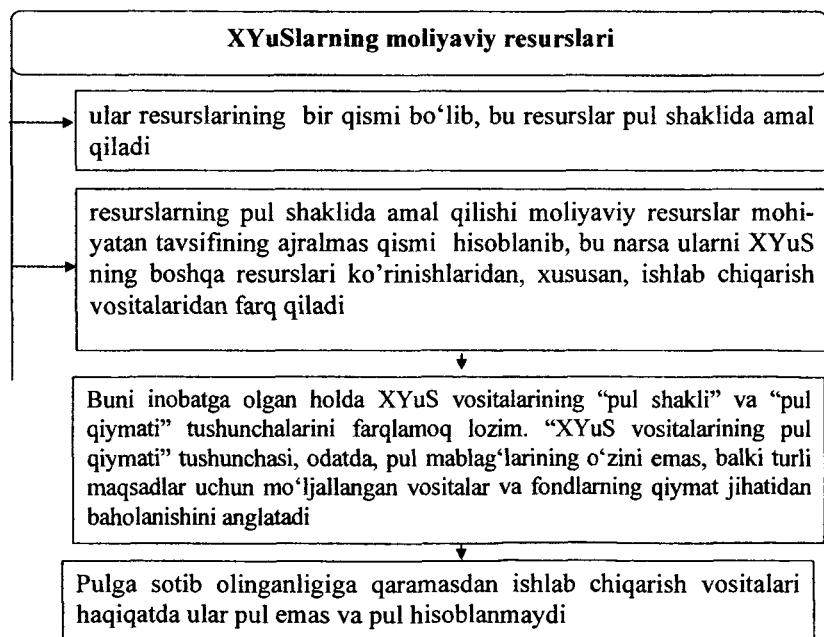 XYuSlarning moliyaviy resurslari
ular resurslarining bir qismi bo‘lib, bu resurslar pul shaklida amal
qiladi
resurslarning pul shaklida amal qilishi moliyaviy resurslar mohi-
yatan tavsifining ajralmas qismi hisoblanib, bu narsa ularni XYuS
ning boshqa resurslari ko’rinishlaridan, xususan, ishlab chiqarish
vositalaridan farq qiladi
Buni inobatga olgan holda XYuS vositalarining “pul shakli” va “pul
qiymati” tushunchalarini farqlamoq lozim. “XYuS vositalarining pul
qiymati” tushunchasi, odatda, pul mablag‘larining o‘zini emas, balki turli
maqsadlar uchun mo‘ljallangan vositalar va fondlarning qiymat jihatidan
baholanishini anglatadi
Pulga sotib olinganligiga qaramasdan ishlab chiqarish vositalari
haqiqatda ular pul emas va pul hisoblanmaydi